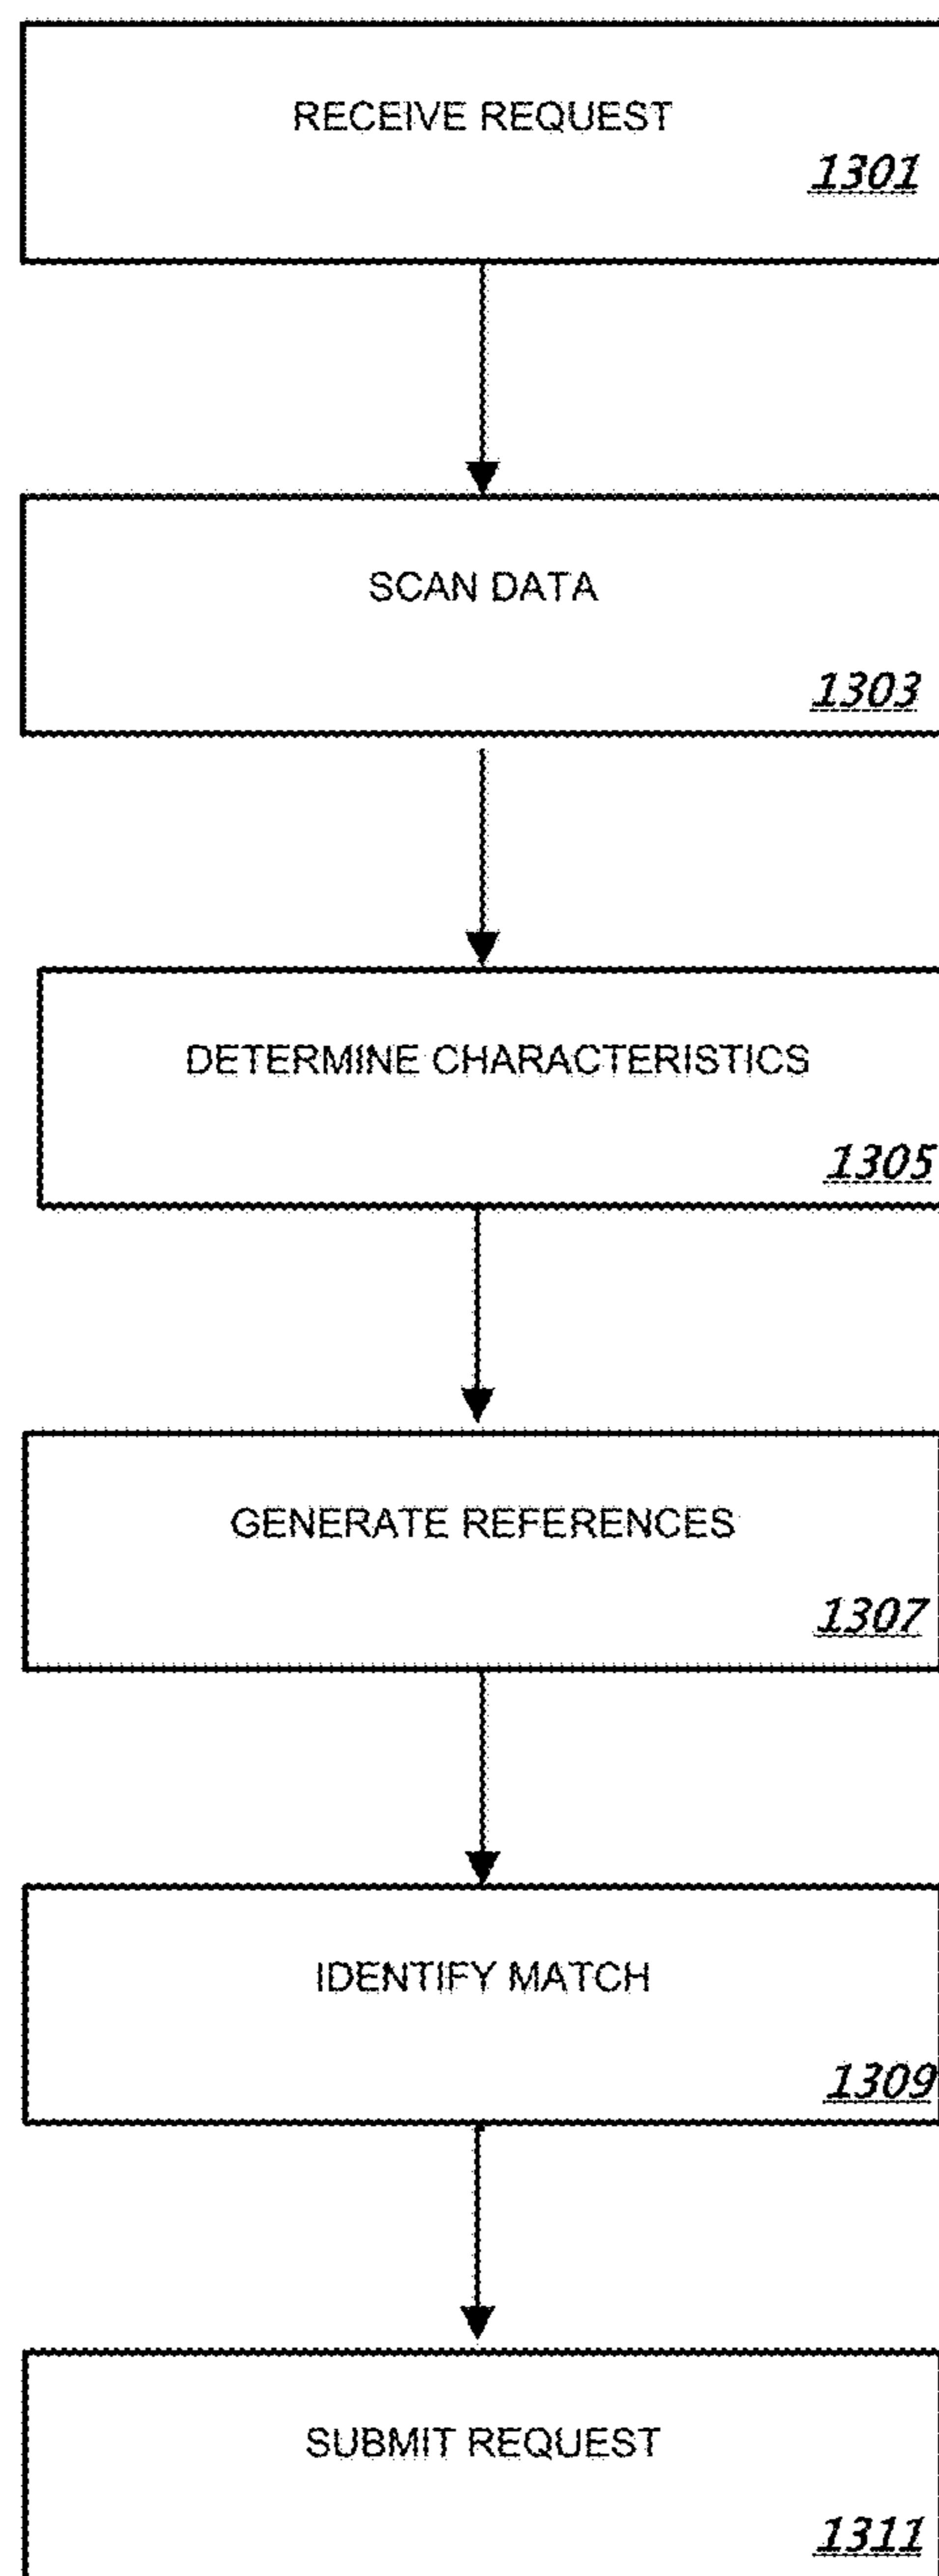 RECEIVE REQUEST
1301
SCAN DATA
1303
DETERMINE CHARACTERISTICS
1305
GENERATE REFERENCES
1307
IDENTIFY MATCH
1309
SUBMIT REQUEST
1311